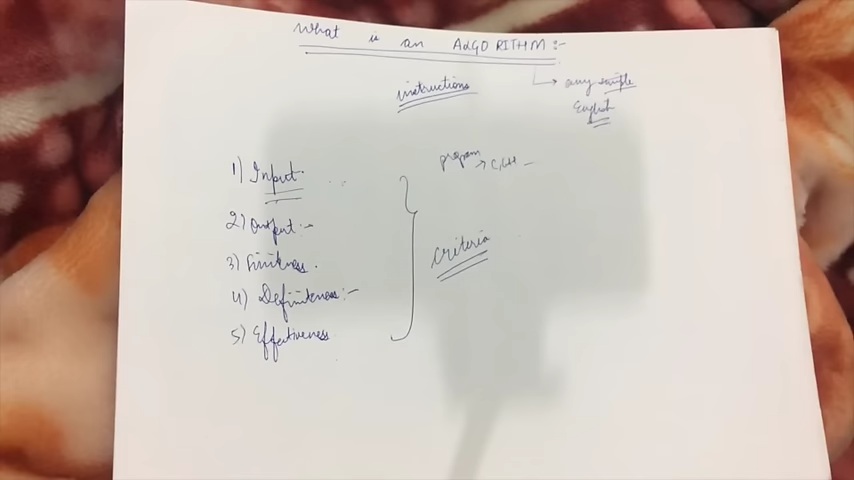 What is an ALGORITHM:-
instructions
any simple
English
program
→ C, C++ -
1) Input.
2) Output:-
3) Finiteness.
4) Definiteness:-
5) Effectiveness
Criteria